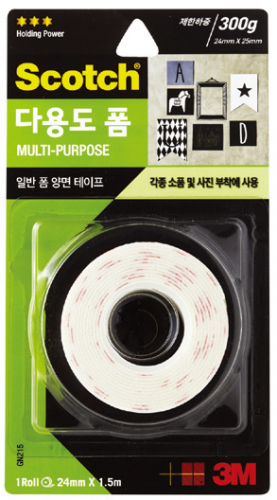 ★★★
Holding Power
제한하중 300g
24mm X 25mm
Scotch®
A
D
다용도 폼
MULTI-PURPOSE
일반 폼 양면 테이프
각종 소품 및 사진 부착에 사용
GN215
1Roll 24mm X 1.5m
3M